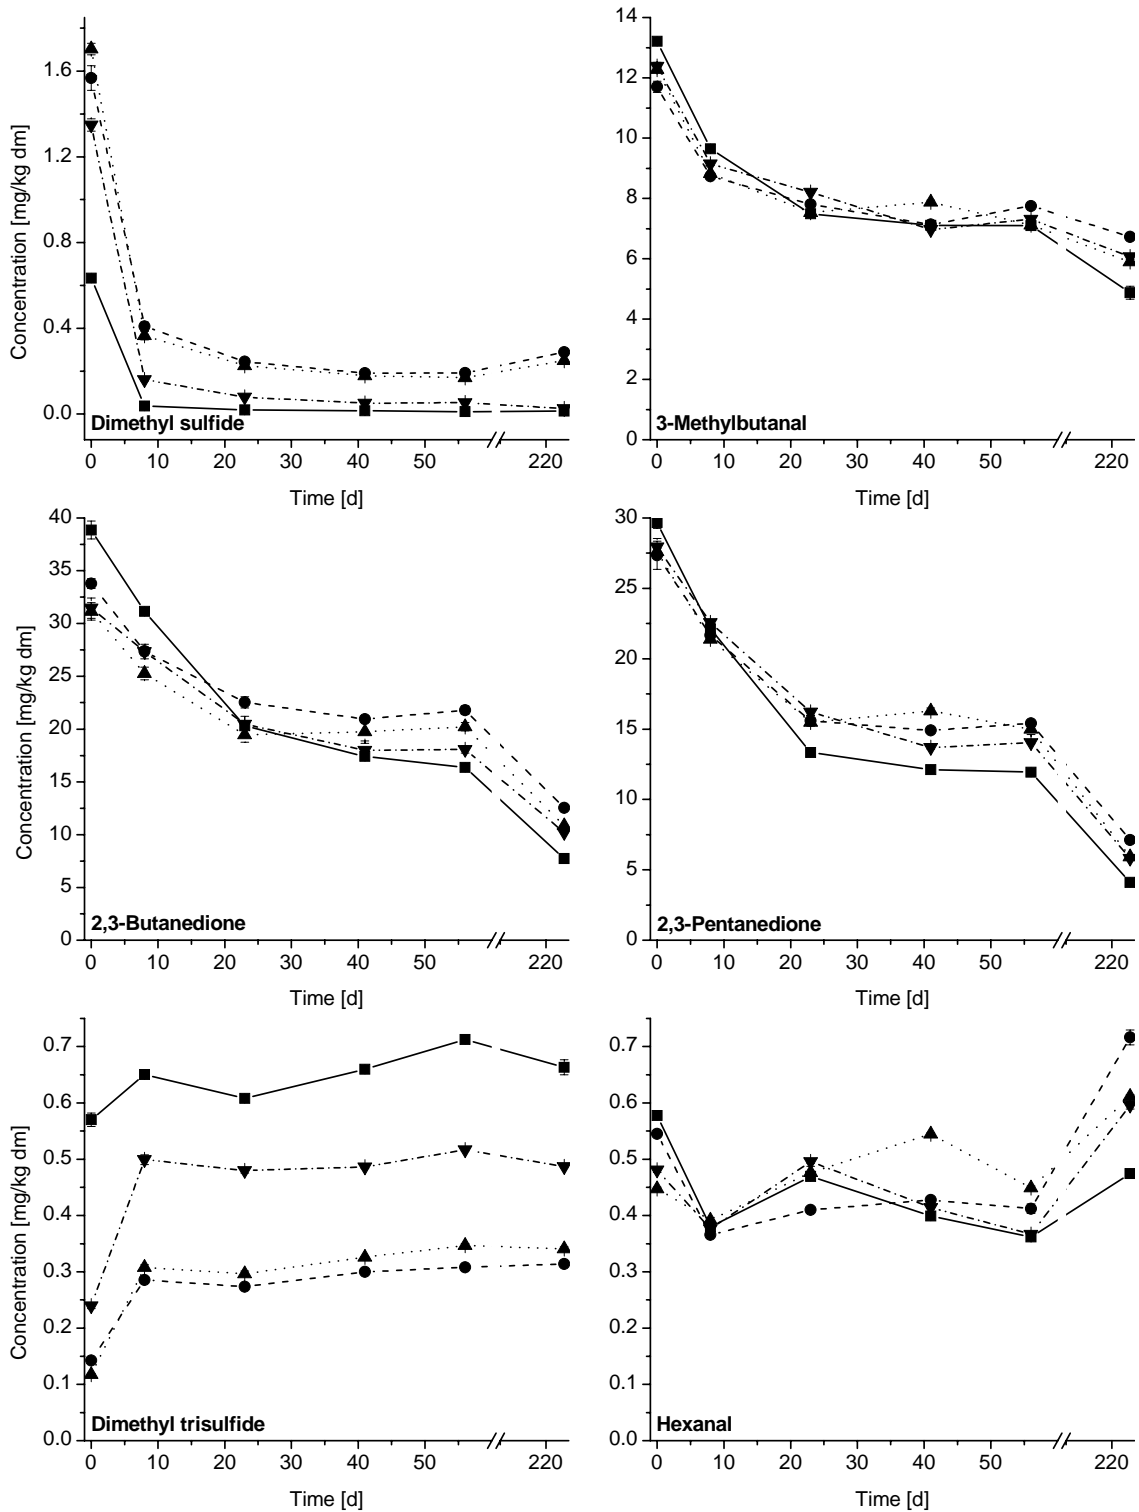 1.6
1.2
0.8
0.4
0.0
Concentration [mg/kg dm]
Dimethyl sulfide
0 10 20 30 40 50 220
Time [d]
14
12
10
8
6
4
2
0
3-Methylbutanal
0 10 20 30 40 50 220
Time [d]
40
35
30
25
20
15
10
5
0
Concentration [mg/kg dm]
2,3-Butanedione
0 10 20 30 40 50 220
Time [d]
30
25
20
15
10
5
0
2,3-Pentanedione
0 10 20 30 40 50 220
Time [d]
0.7
0.6
0.5
0.4
0.3
0.2
0.1
0.0
Concentration [mg/kg dm]
Dimethyl trisulfide
0 10 20 30 40 50 220
Time [d]
0.7
0.6
0.5
0.4
0.3
0.2
0.1
0.0
Hexanal
0 10 20 30 40 50 220
Time [d]